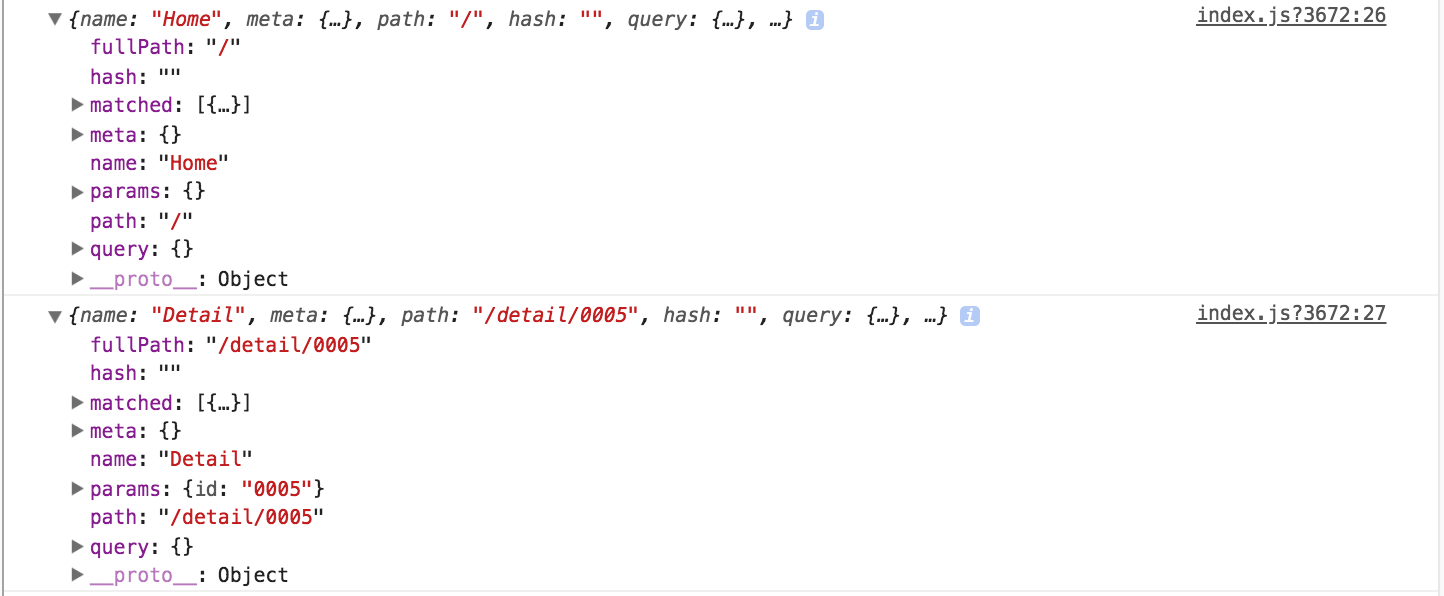 ▼{name: "Home", meta: {…}, path: "/", hash: "", query: {…}, …} i index.js?3672:26
fullPath: "/"
hash: ""
▶matched: [{…}]
▶meta: {}
name: "Home"
▶params: {}
path: "/"
▶query: {}
▶__proto__: Object
▼{name: "Detail", meta: {…}, path: "/detail/0005", hash: "", query: {…}, …} i index.js?3672:27
fullPath: "/detail/0005"
hash: ""
▶matched: [{…}]
▶meta: {}
name: "Detail"
▶params: {id: "0005"}
path: "/detail/0005"
▶query: {}
▶__proto__: Object